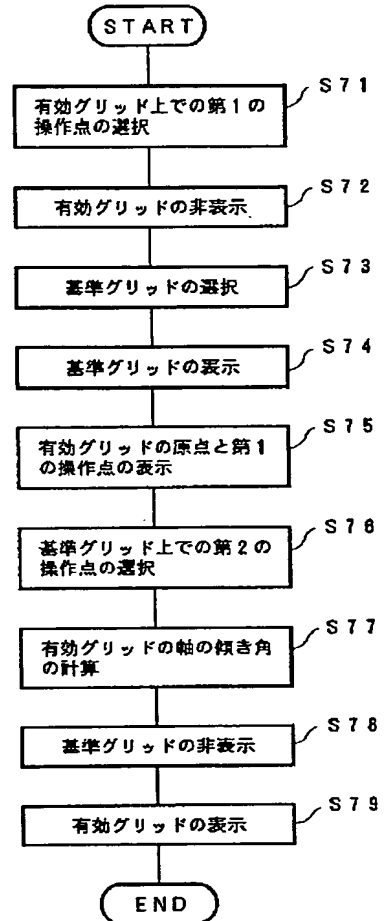 START
S71
有効グリッド上での第1の
操作点の選択
S72
有効グリッドの非表示
S73
基準グリッドの選択
S74
基準グリッドの表示
S75
有効グリッドの原点と第1
の操作点の表示
S76
基準グリッド上での第2の
操作点の選択
S77
有効グリッドの軸の傾き角
の計算
S78
基準グリッドの非表示
S79
有効グリッドの表示
END